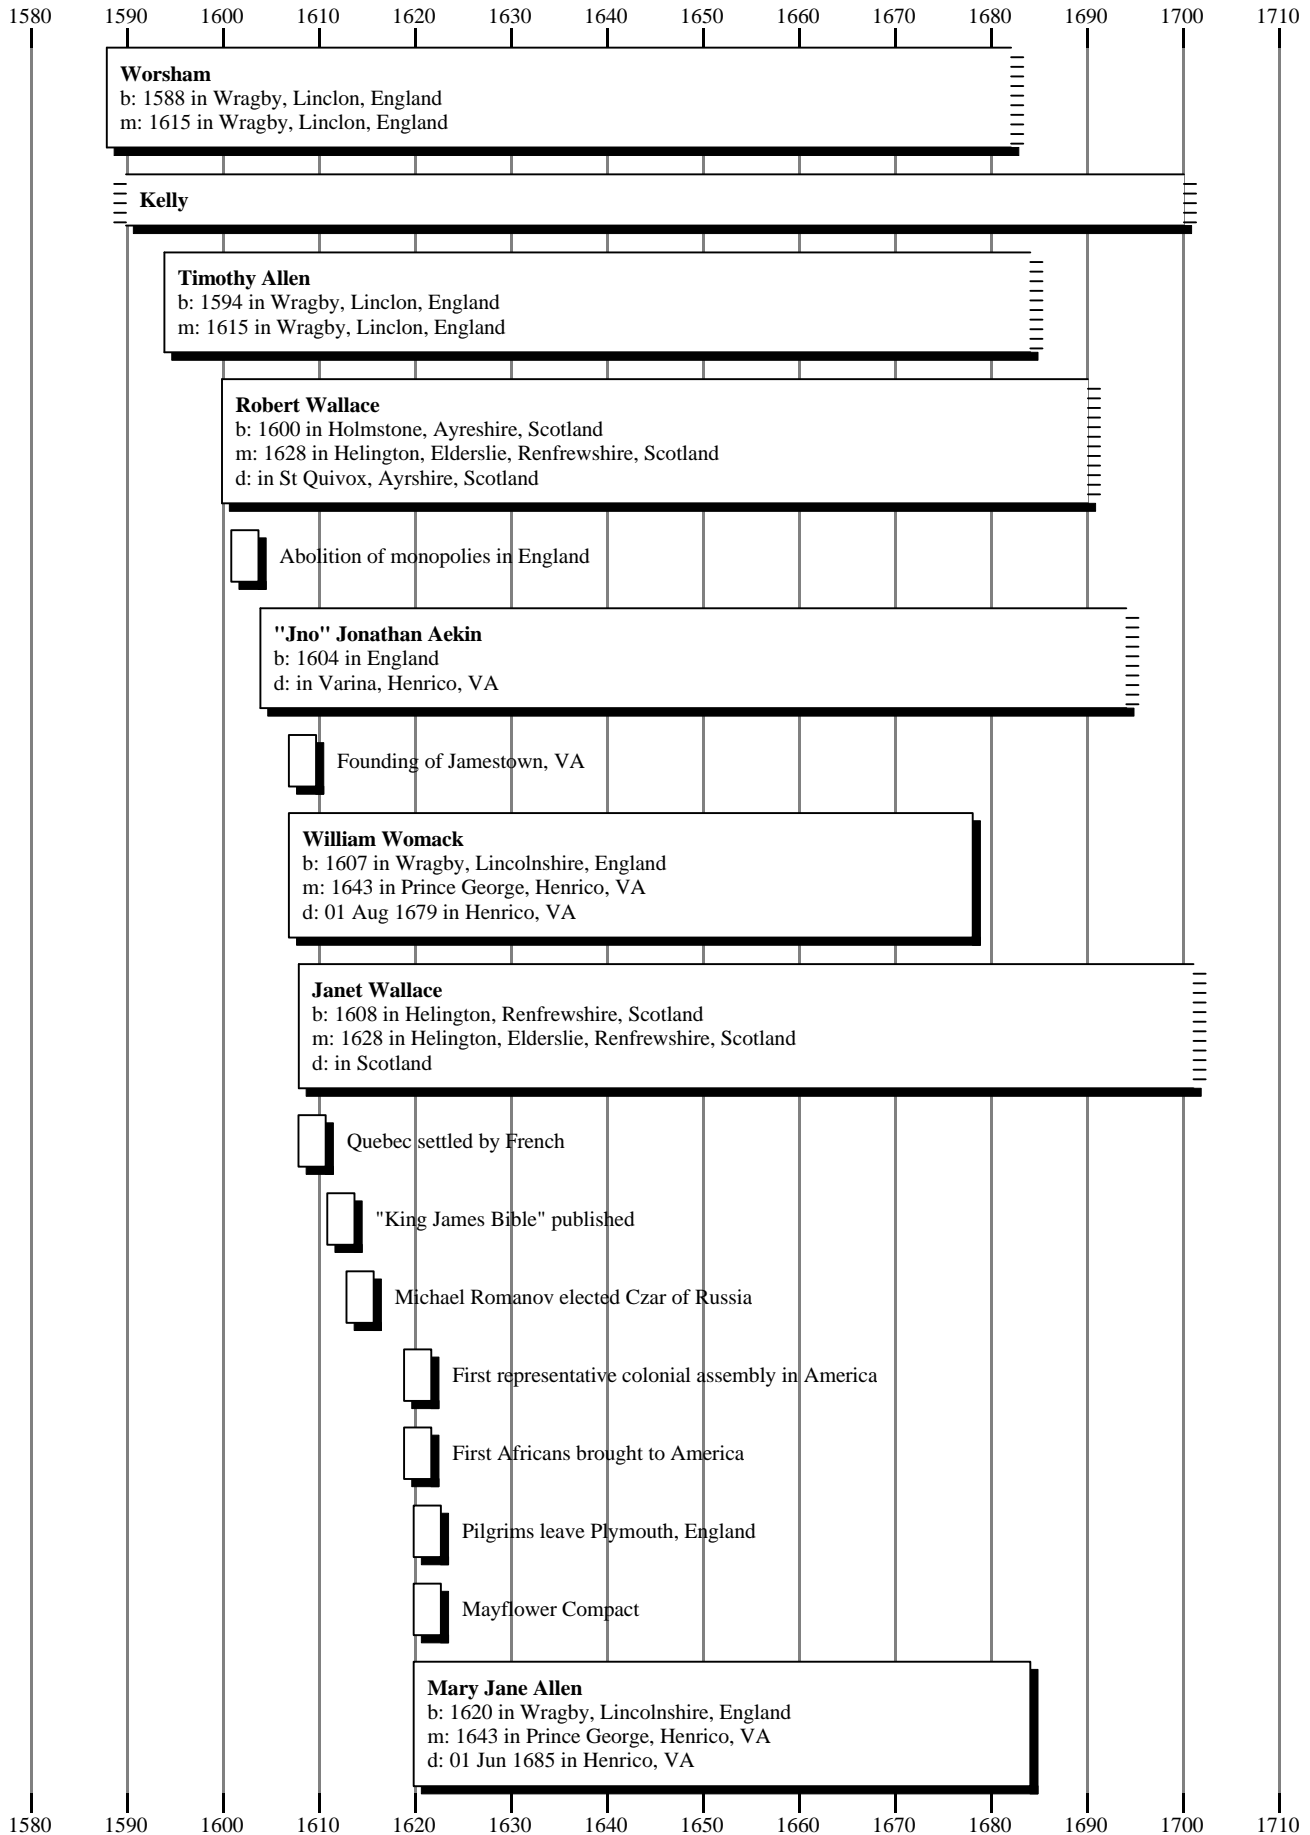 1580 1590 1600 1610 1620 1630 1640 1650 1660 1670 1680 1690 1700 1710
Worsham
b: 1588 in Wragby, Linclon, England
m: 1615 in Wragby, Linclon, England
Kelly
Timothy Allen
b: 1594 in Wragby, Linclon, England
m: 1615 in Wragby, Linclon, England
Robert Wallace
b: 1600 in Holmstone, Ayreshire, Scotland
m: 1628 in Helington, Elderslie, Renfrewshire, Scotland
d: in St Quivox, Ayrshire, Scotland
Abolition of monopolies in England
"Jno" Jonathan Aekin
b: 1604 in England
d: in Varina, Henrico, VA
Founding of Jamestown, VA
William Womack
b: 1607 in Wragby, Lincolnshire, England
m: 1643 in Prince George, Henrico, VA
d: 01 Aug 1679 in Henrico, VA
Janet Wallace
b: 1608 in Helington, Renfrewshire, Scotland
m: 1628 in Helington, Elderslie, Renfrewshire, Scotland
d: in Scotland
Quebec settled by French
"King James Bible" published
Michael Romanov elected Czar of Russia
First representative colonial assembly in America
First Africans brought to America
Pilgrims leave Plymouth, England
Mayflower Compact
Mary Jane Allen
b: 1620 in Wragby, Lincolnshire, England
m: 1643 in Prince George, Henrico, VA
d: 01 Jun 1685 in Henrico, VA
1580 1590 1600 1610 1620 1630 1640 1650 1660 1670 1680 1690 1700 1710